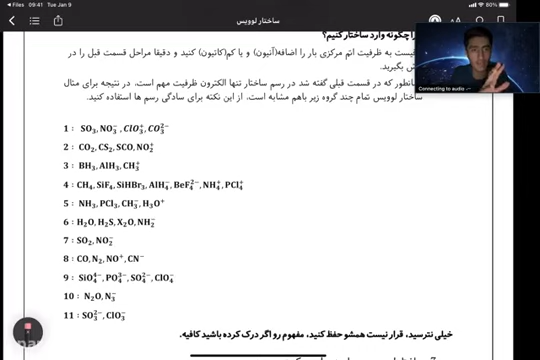 09:41 Tue Jan 9
80%
ساختار لوویس
را چگونه وارد ساختار کنیم؟
به ظرفیت اتم مرکزی بار را اضافه(آنیون) و یا کم(کاتیون) کنید و دقیقا مراحل قسمت قبل را در
بگیرید.
که در قسمت قبلی گفته شد در رسم ساختار تنها الکترون ظرفیت مهم است. در نتیجه برای مثال
ساختار لوویس تمام چند گروه زیر باهم مشابه است. از این نکته برای سادگی رسم ها استفاده کنید.
Connecting to audio
1 : SO₃, NO₃⁻, ClO₃⁺, CO₃²⁻
2 : CO₂, CS₂, SCO, NO₂⁺
3 : BH₃, AlH₃, CH₃⁺
4 : CH₄, SiF₄, SiHBr₃, AlH₄⁻, BeF₄²⁻, NH₄⁺, PCl₄⁺
5 : NH₃, PCl₃, CH₃⁻, H₃O⁺
6 : H₂O, H₂S, X₂O, NH₂⁻
7 : SO₂, NO₂⁻
8 : CO, N₂, NO⁺, CN⁻
9 : SiO₄⁴⁻, PO₄³⁻, SO₄²⁻, ClO₄⁻
10 : N₂O, N₃⁻
11 : SO₃²⁻, ClO₃⁻
خیلی نترسید، قرار نیست همشو حفظ کنید، مفهوم رو اگر درک کرده باشید کافیه.